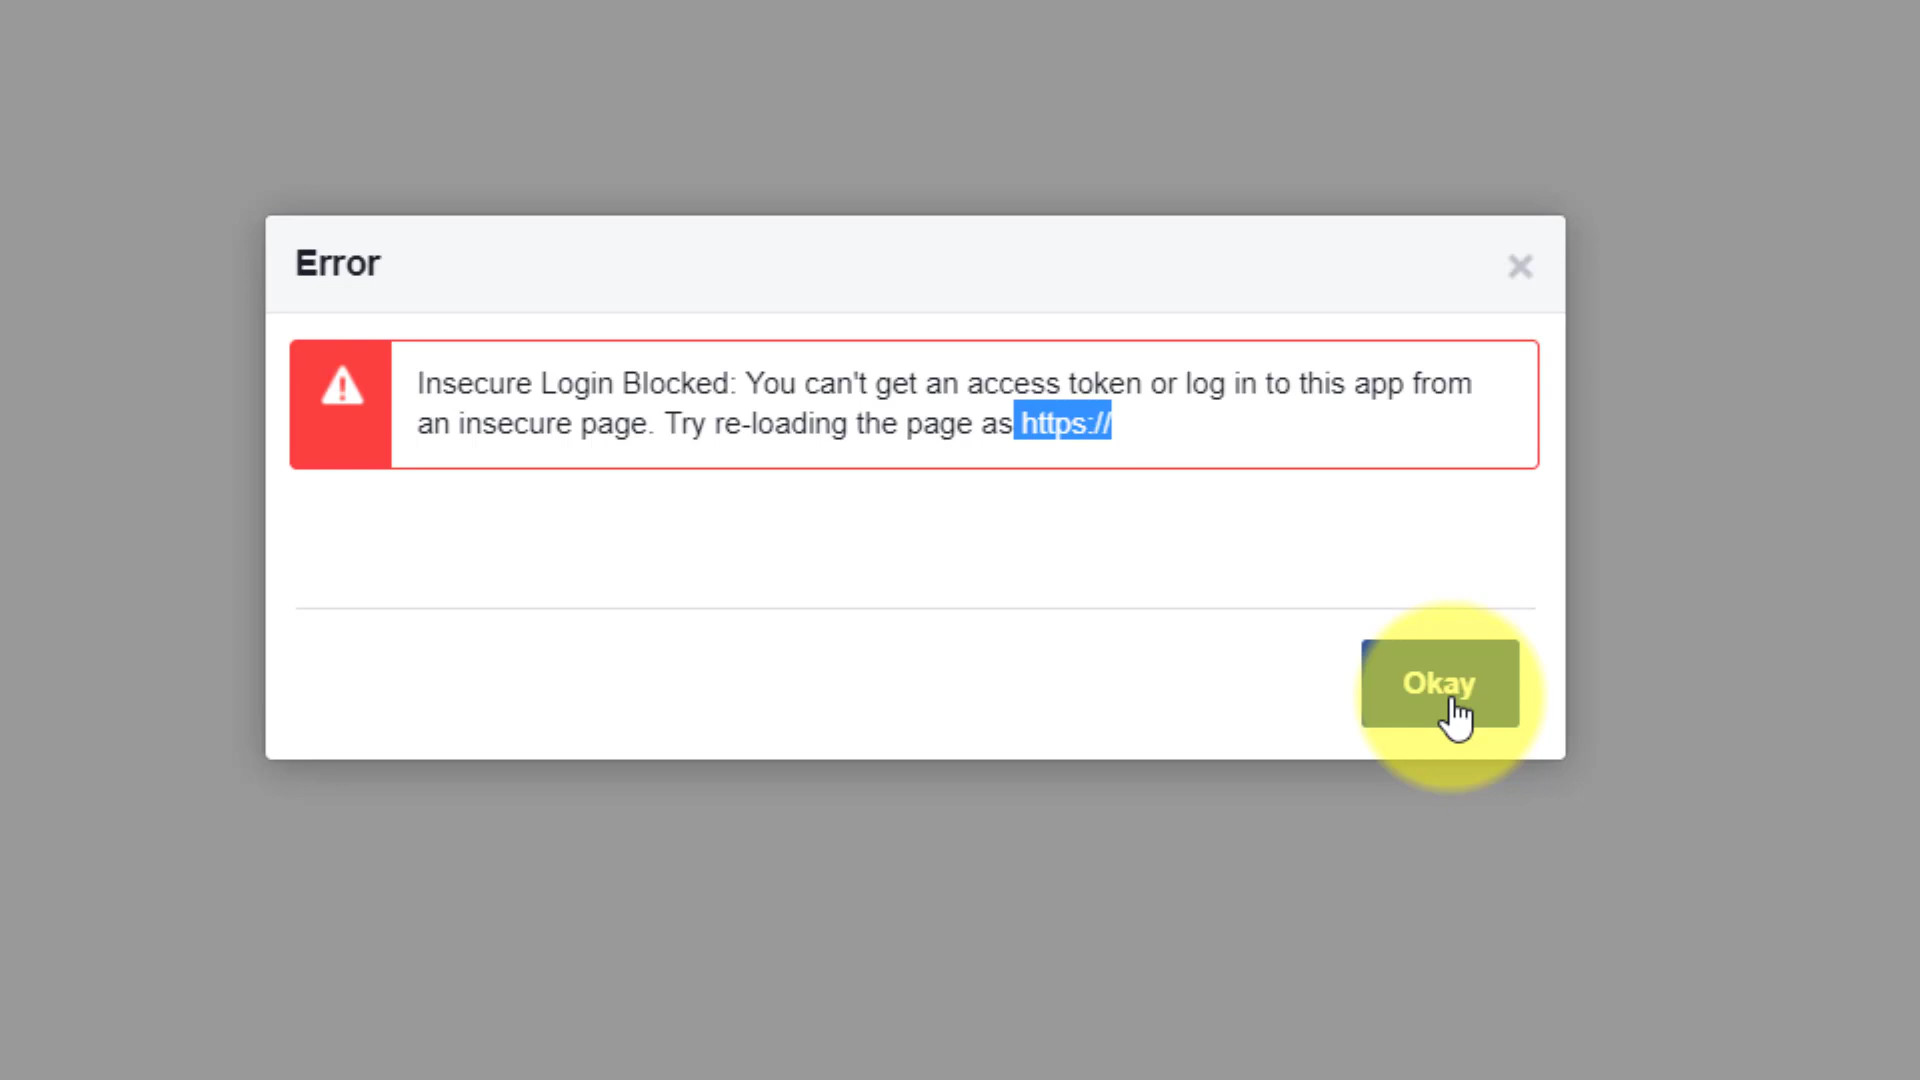 Error
Insecure Login Blocked: You can't get an access token or log in to this app from
an insecure page. Try re-loading the page as https://
Okay